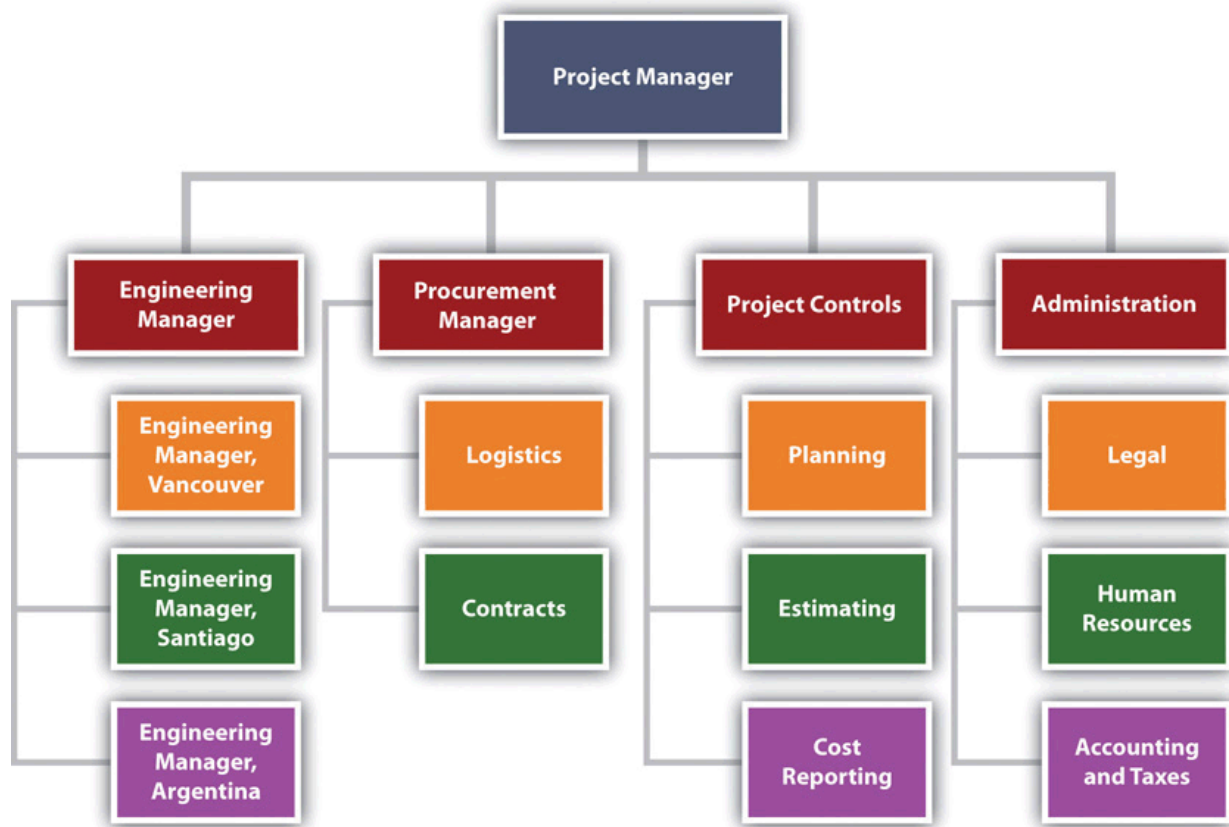 Project Manager
Engineering
Manager
Procurement
Manager
Project Controls
Administration
Engineering
Manager,
Vancouver
Logistics
Planning
Legal
Engineering
Manager,
Santiago
Contracts
Estimating
Human
Resources
Engineering
Manager,
Argentina
Cost
Reporting
Accounting
and Taxes